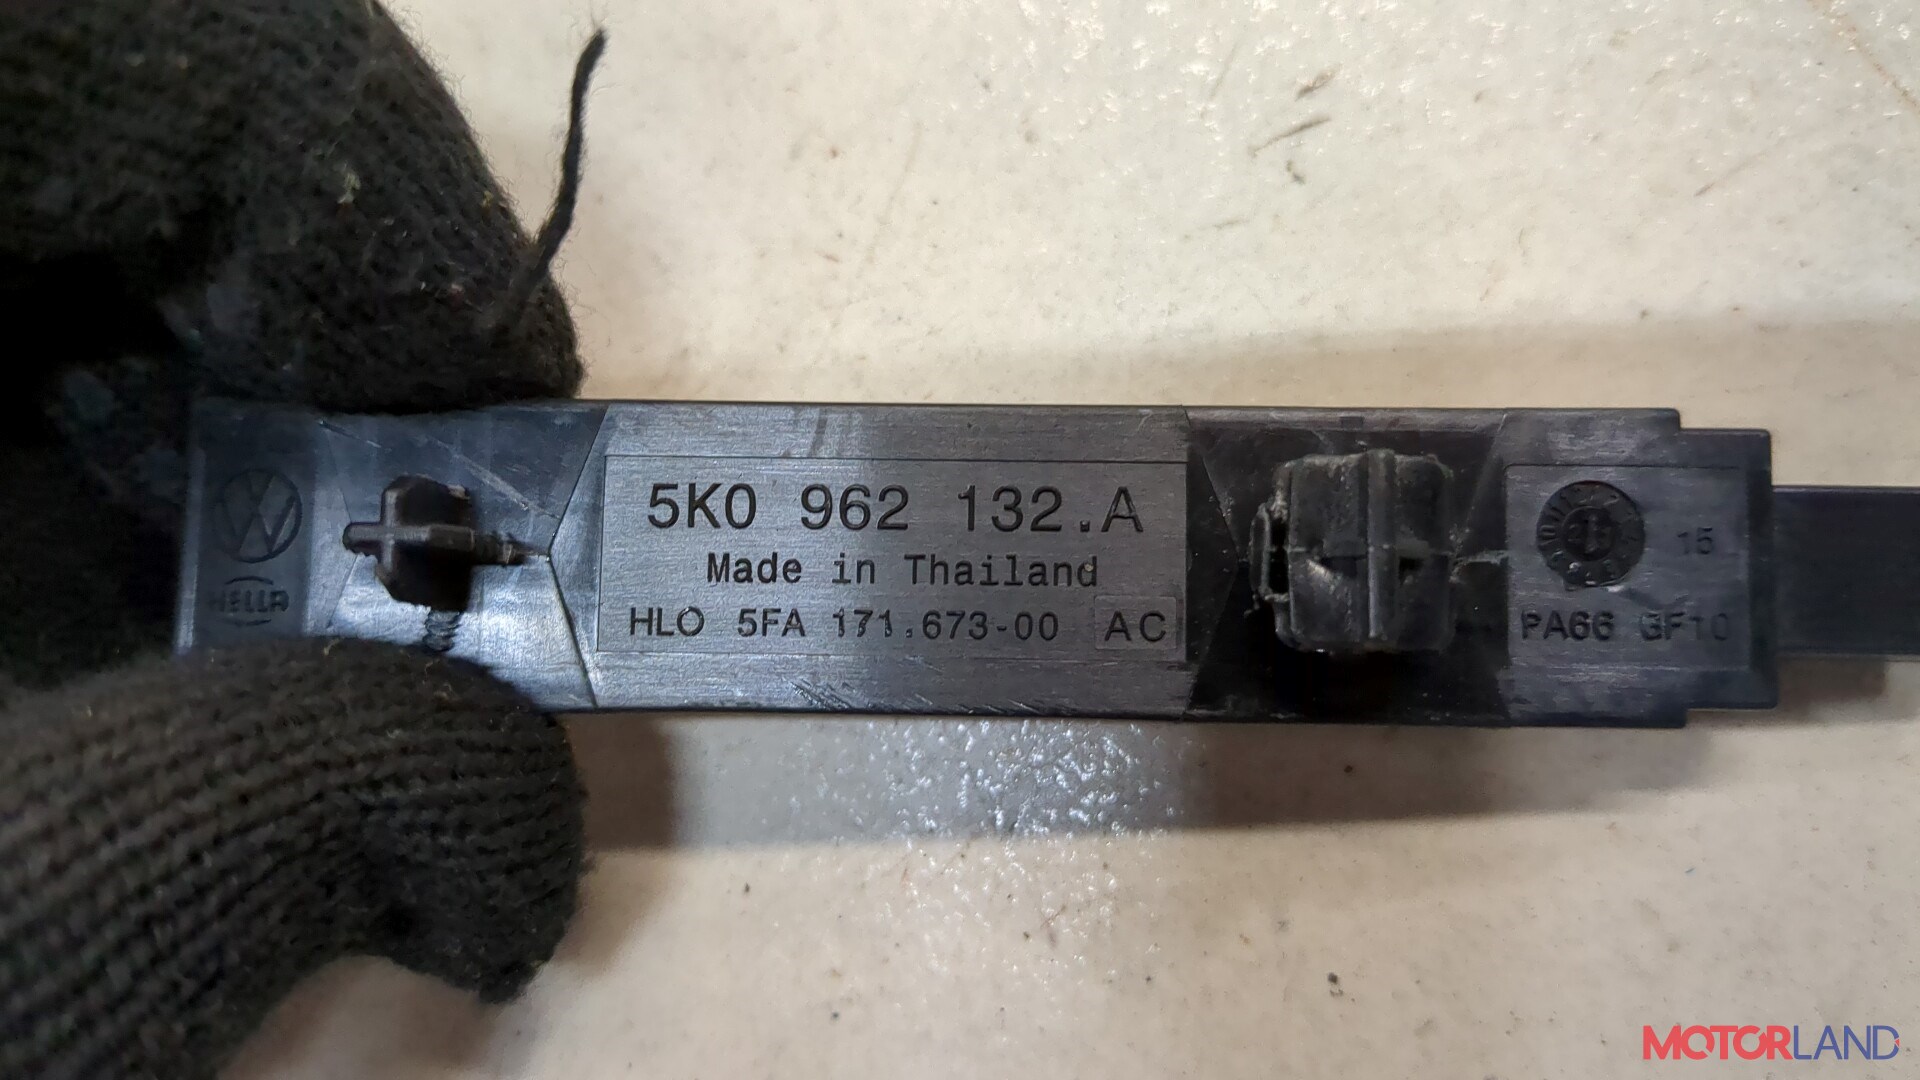 5K0 962 132.A
Made in Thailand
HLO 5FA 171.673-00 AC
HELLA
15
PA66 GF10
MOTORLAND